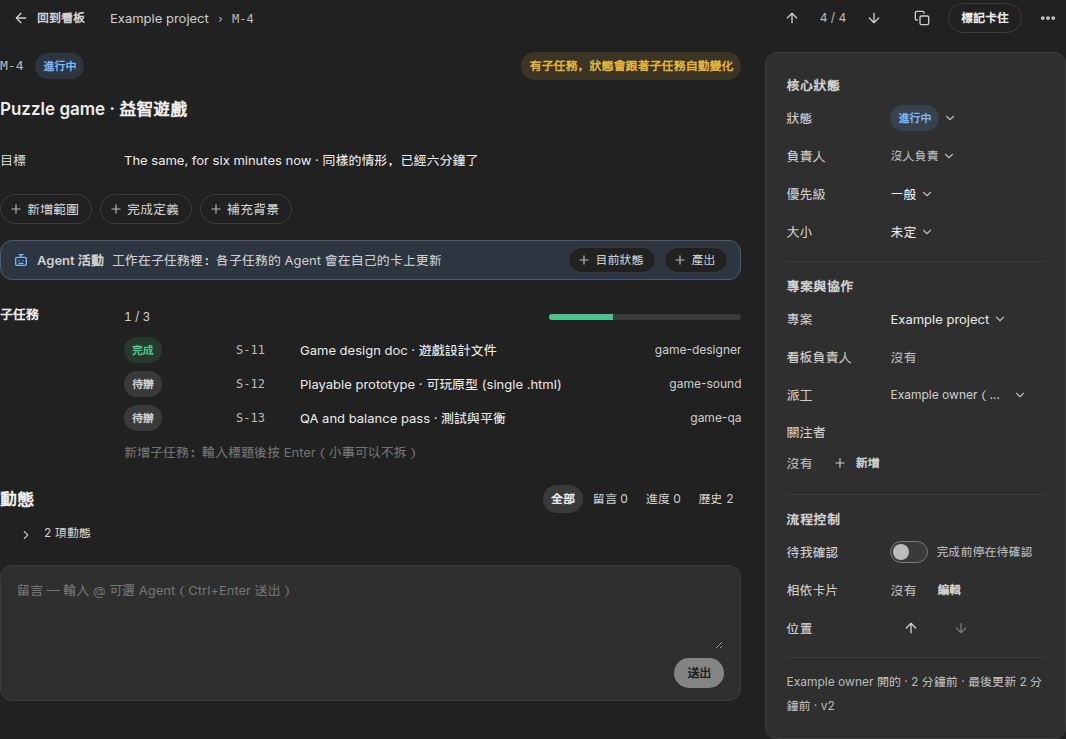 回到看板 Example project › M-4 4 / 4 標記卡住
M-4 進行中 有子任務，狀態會跟著子任務自動變化
Puzzle game · 益智遊戲
目標 The same, for six minutes now · 同樣的情形，已經六分鐘了
新增範圍 完成定義 補充背景
Agent 活動 工作在子任務裡：各子任務的 Agent 會在自己的卡上更新 目前狀態 產出
子任務 1 / 3
完成 S-11 Game design doc · 遊戲設計文件 game-designer
待辦 S-12 Playable prototype · 可玩原型 (single .html) game-sound
待辦 S-13 QA and balance pass · 測試與平衡 game-qa
新增子任務：輸入標題後按 Enter（小事可以不拆）
動態 全部 留言 0 進度 0 歷史 2
2 項動態
留言 — 輸入 @ 可選 Agent（Ctrl+Enter 送出）
送出
核心狀態
狀態 進行中
負責人 沒人負責
優先級 一般
大小 未定
專案與協作
專案 Example project
看板負責人 沒有
派工 Example owner（...
關注者
沒有 新增
流程控制
待我確認 完成前停在待確認
相依卡片 沒有 編輯
位置
Example owner 開的 · 2 分鐘前 · 最後更新 2 分
鐘前 · v2